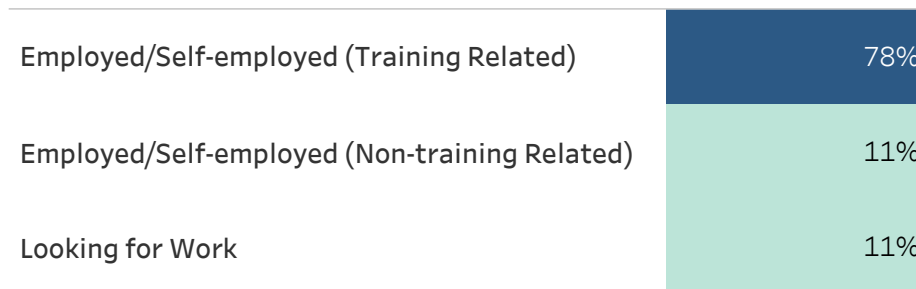 Employed/Self-employed (Training Related) 78%
Employed/Self-employed (Non-training Related) 11%
Looking for Work 11%